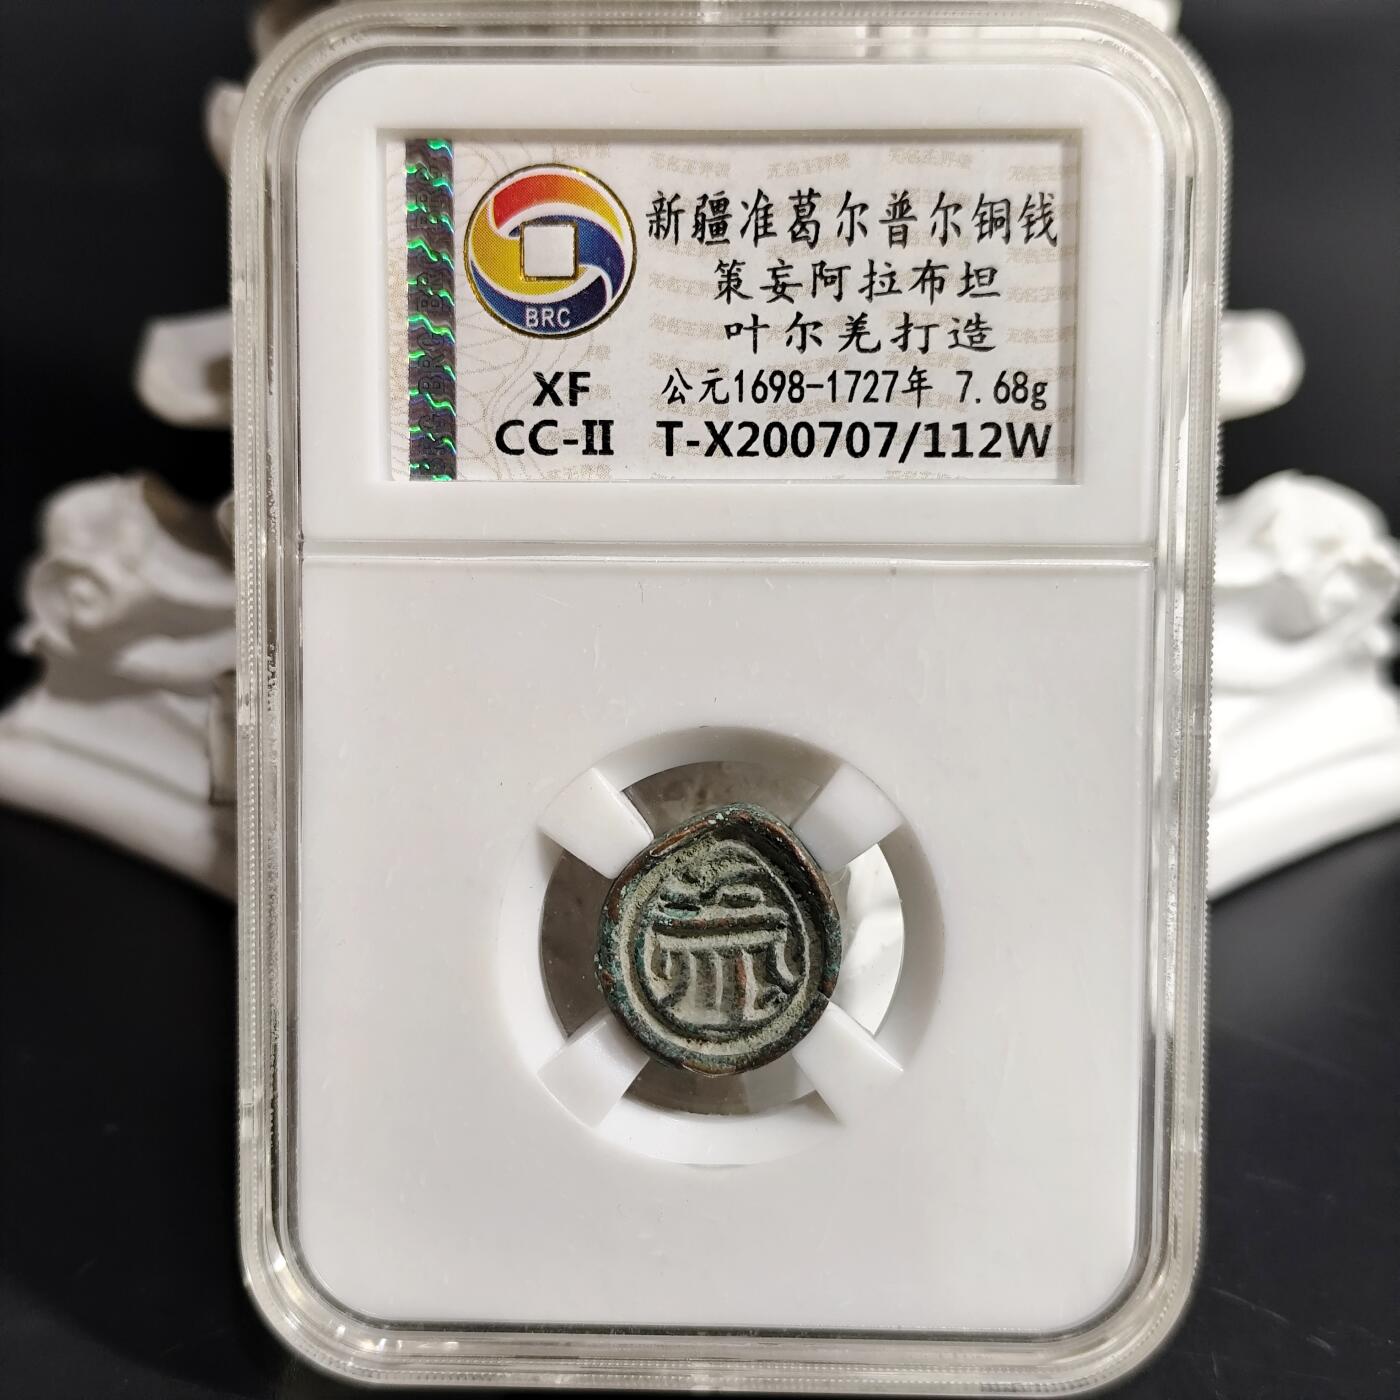 新疆准葛尔普尔铜钱
策妄阿拉布坦
叶尔羌打造
BRC
XF 公元1698-1727年 7.68g
CC-II T-X200707/112W